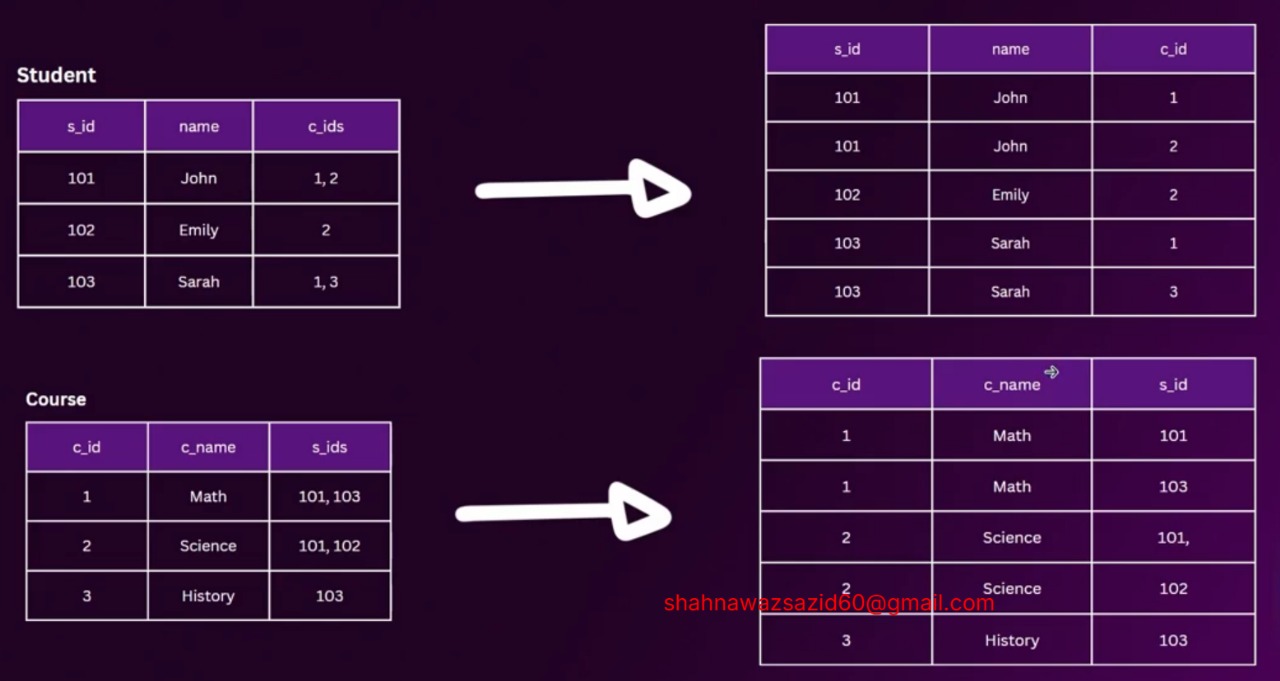 Student
s_id name c_ids
101 John 1, 2
102 Emily 2
103 Sarah 1, 3
s_id name c_id
101 John 1
101 John 2
102 Emily 2
103 Sarah 1
103 Sarah 3
Course
c_id c_name s_ids
1 Math 101, 103
2 Science 101, 102
3 History 103
c_id c_name s_id
1 Math 101
1 Math 103
2 Science 101,
2 Science 102
3 History 103
shahnawazsazid60@gmail.com